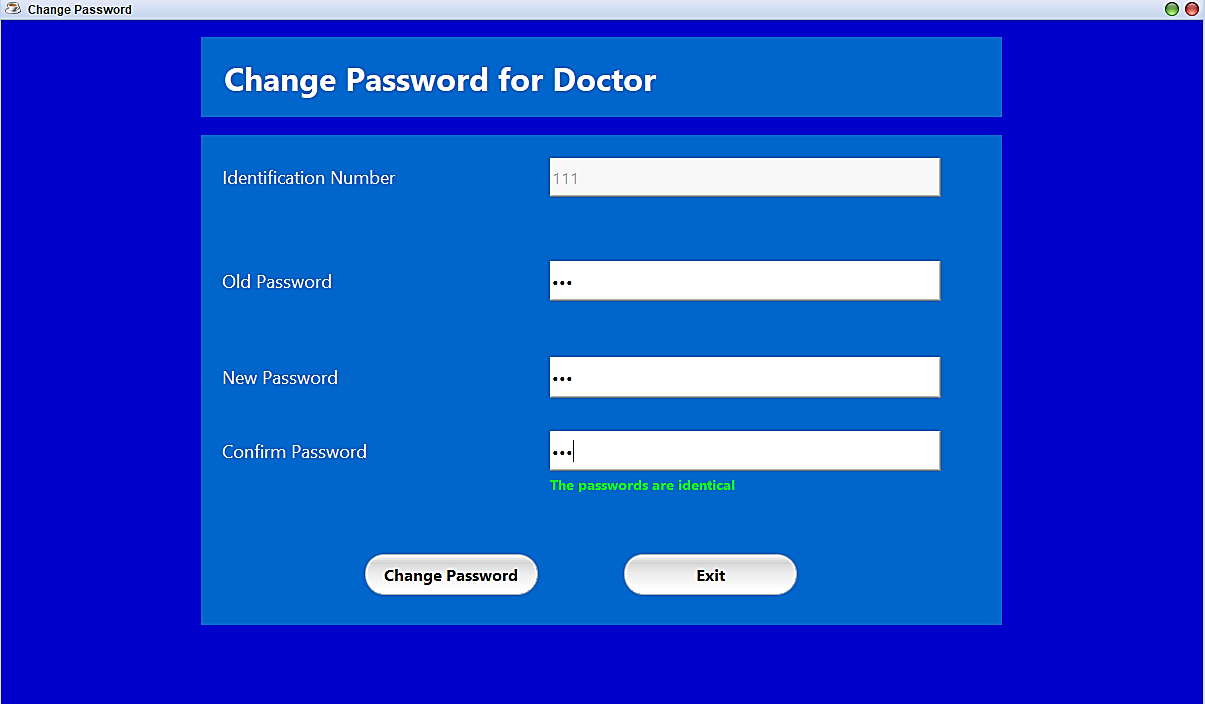 Change Password
Change Password for Doctor
Identification Number
111
Old Password
•••
New Password
•••
Confirm Password
•••
The passwords are identical
Change Password
Exit